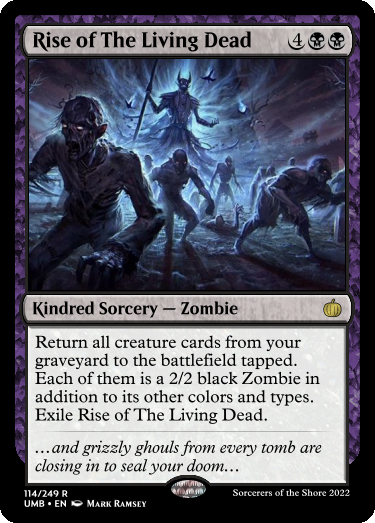 Rise of The Living Dead 4
Kindred Sorcery — Zombie
Return all creature cards from your
graveyard to the battlefield tapped.
Each of them is a 2/2 black Zombie in
addition to its other colors and types.
Exile Rise of The Living Dead.
…and grizzly ghouls from every tomb are
closing in to seal your doom…
114/249 R
UMB • EN Mark Ramsey
Sorcerers of the Shore 2022